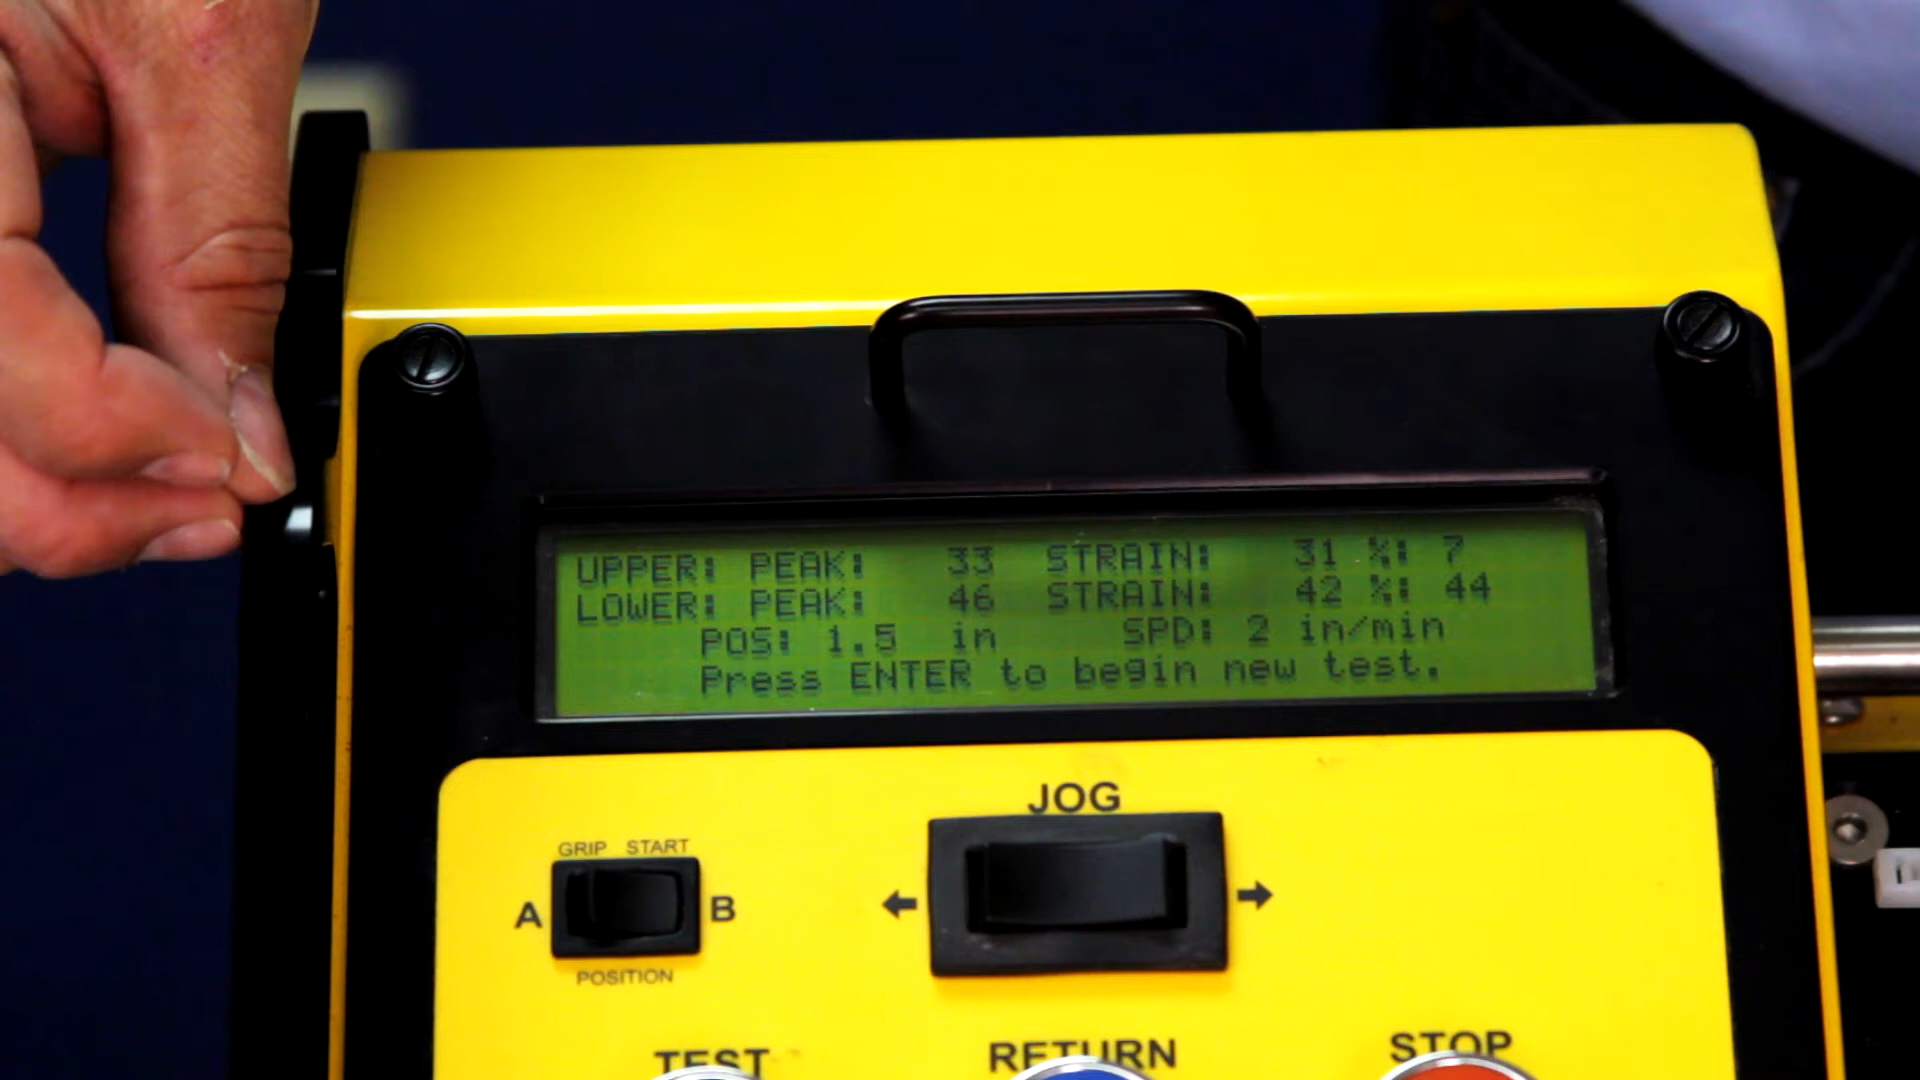 UPPER: PEAK: 33 STRAIN: 31 %: 7
LOWER: PEAK: 46 STRAIN: 42 %: 44
POS: 1.5 in SPD: 2 in/min
Press ENTER to begin new test.
JOG
GRIP START
A B
POSITION
TEST RETURN STOP